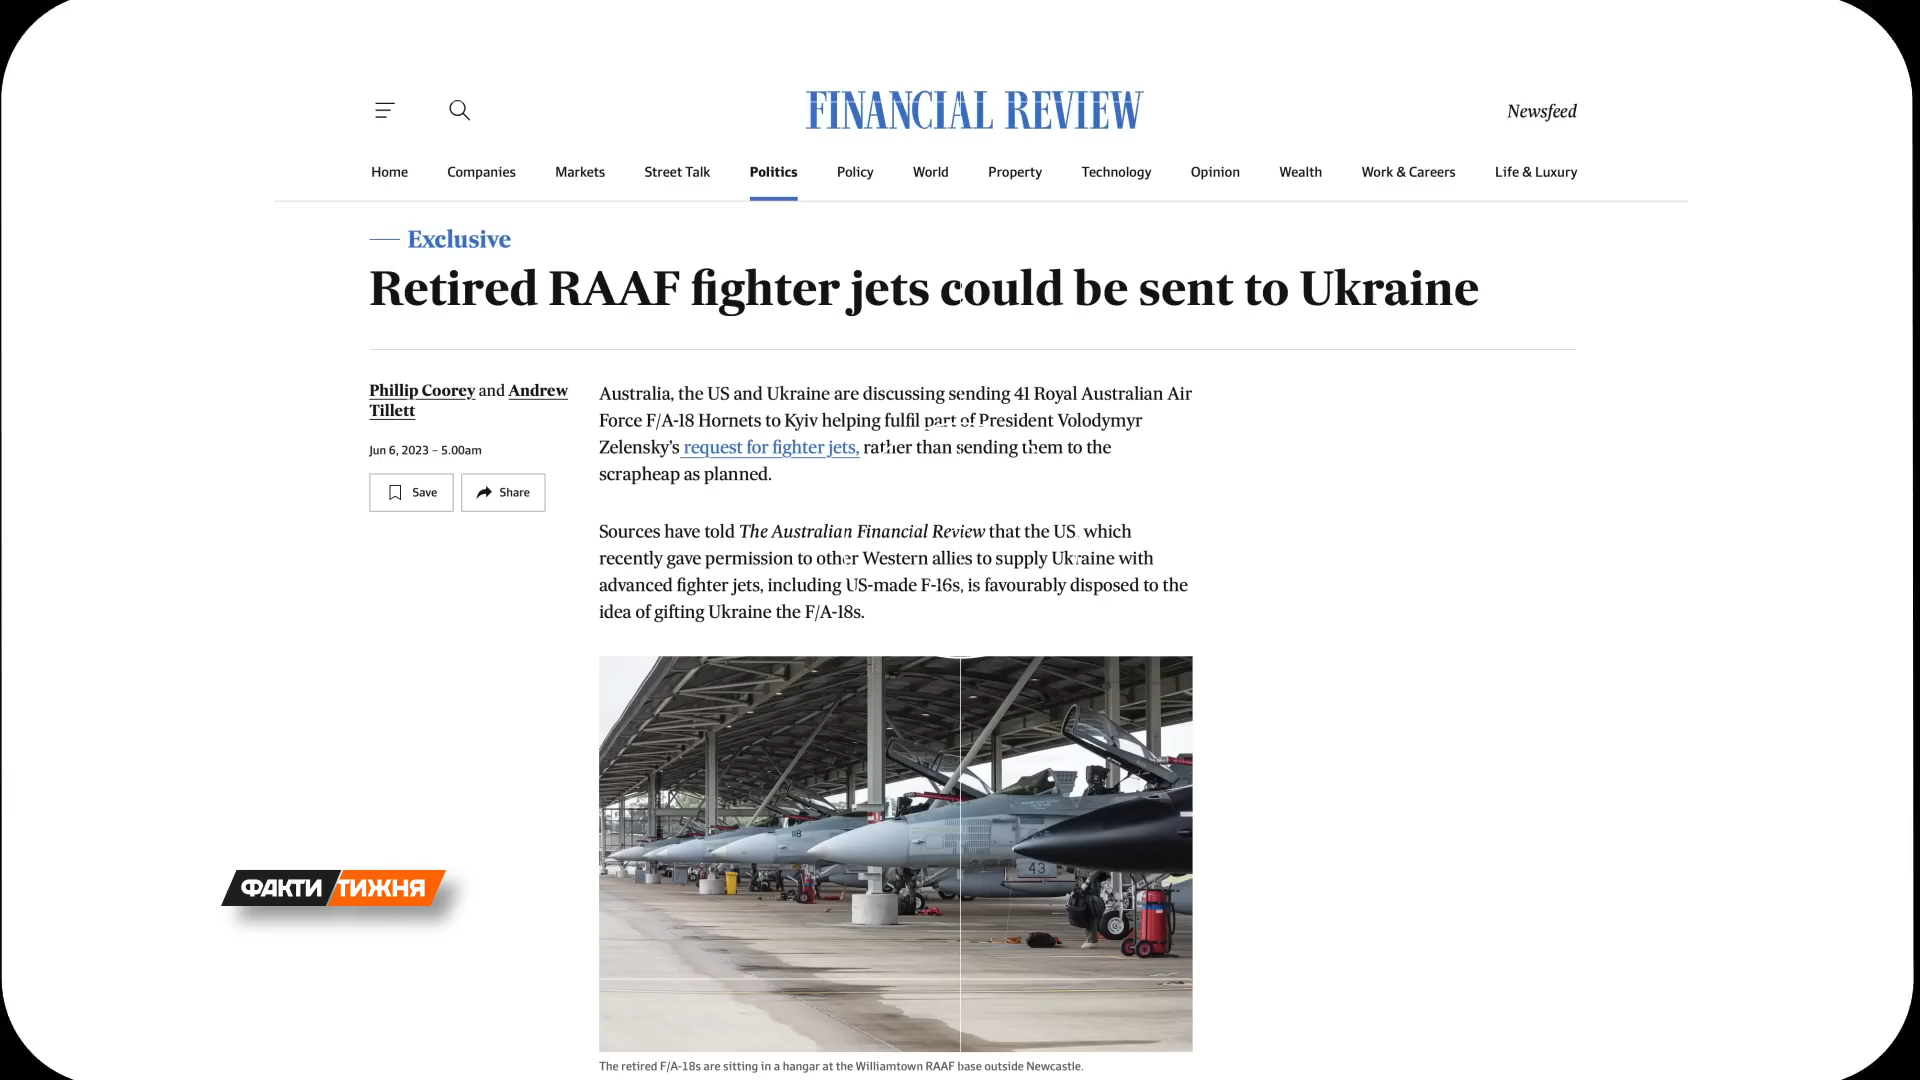 FINANCIAL REVIEW
Newsfeed
Home Companies Markets Street Talk Politics Policy World Property Technology Opinion Wealth Work & Careers Life & Luxury
Exclusive
Retired RAAF fighter jets could be sent to Ukraine
Phillip Coorey and Andrew
Tillett
Jun 6, 2023 – 5.00am
Save Share
Australia, the US and Ukraine are discussing sending 41 Royal Australian Air
Force F/A-18 Hornets to Kyiv helping fulfil part of President Volodymyr
Zelensky’s request for fighter jets, rather than sending them to the
scrapheap as planned.
Sources have told The Australian Financial Review that the US, which
recently gave permission to other Western allies to supply Ukraine with
advanced fighter jets, including US-made F-16s, is favourably disposed to the
idea of gifting Ukraine the F/A-18s.
118
43
The retired F/A-18s are sitting in a hangar at the Williamtown RAAF base outside Newcastle.
ФАКТИ ТИЖНЯ